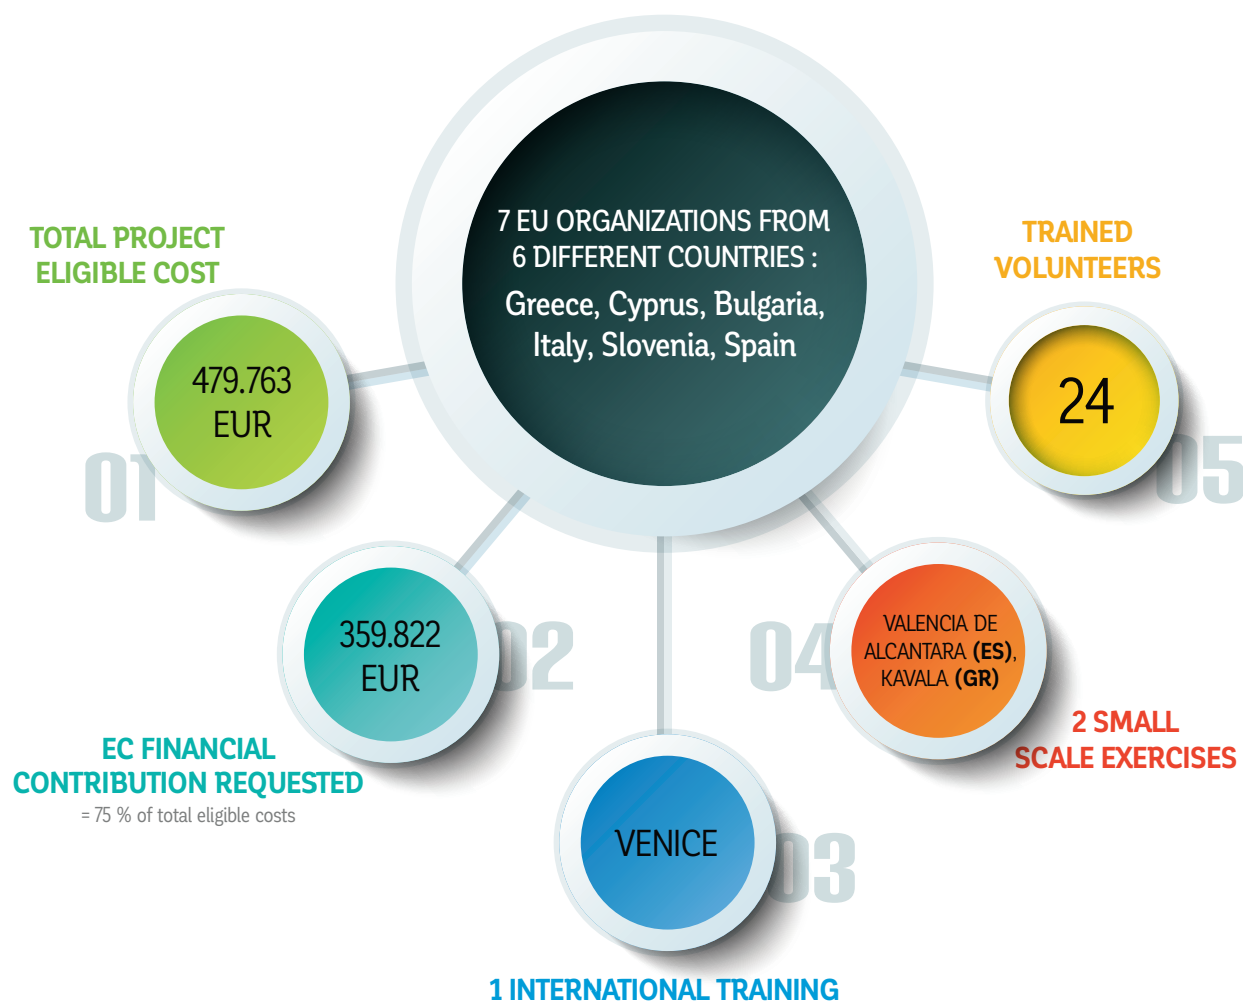 7 EU ORGANIZATIONS FROM
6 DIFFERENT COUNTRIES :
Greece, Cyprus, Bulgaria,
Italy, Slovenia, Spain
TOTAL PROJECT
ELIGIBLE COST
479.763
EUR
01
359.822
EUR
02
EC FINANCIAL
CONTRIBUTION REQUESTED
= 75 % of total eligible costs
VENICE
03
1 INTERNATIONAL TRAINING
04
VALENCIA DE
ALCANTARA (ES),
KAVALA (GR)
2 SMALL
SCALE EXERCISES
TRAINED
VOLUNTEERS
24
05